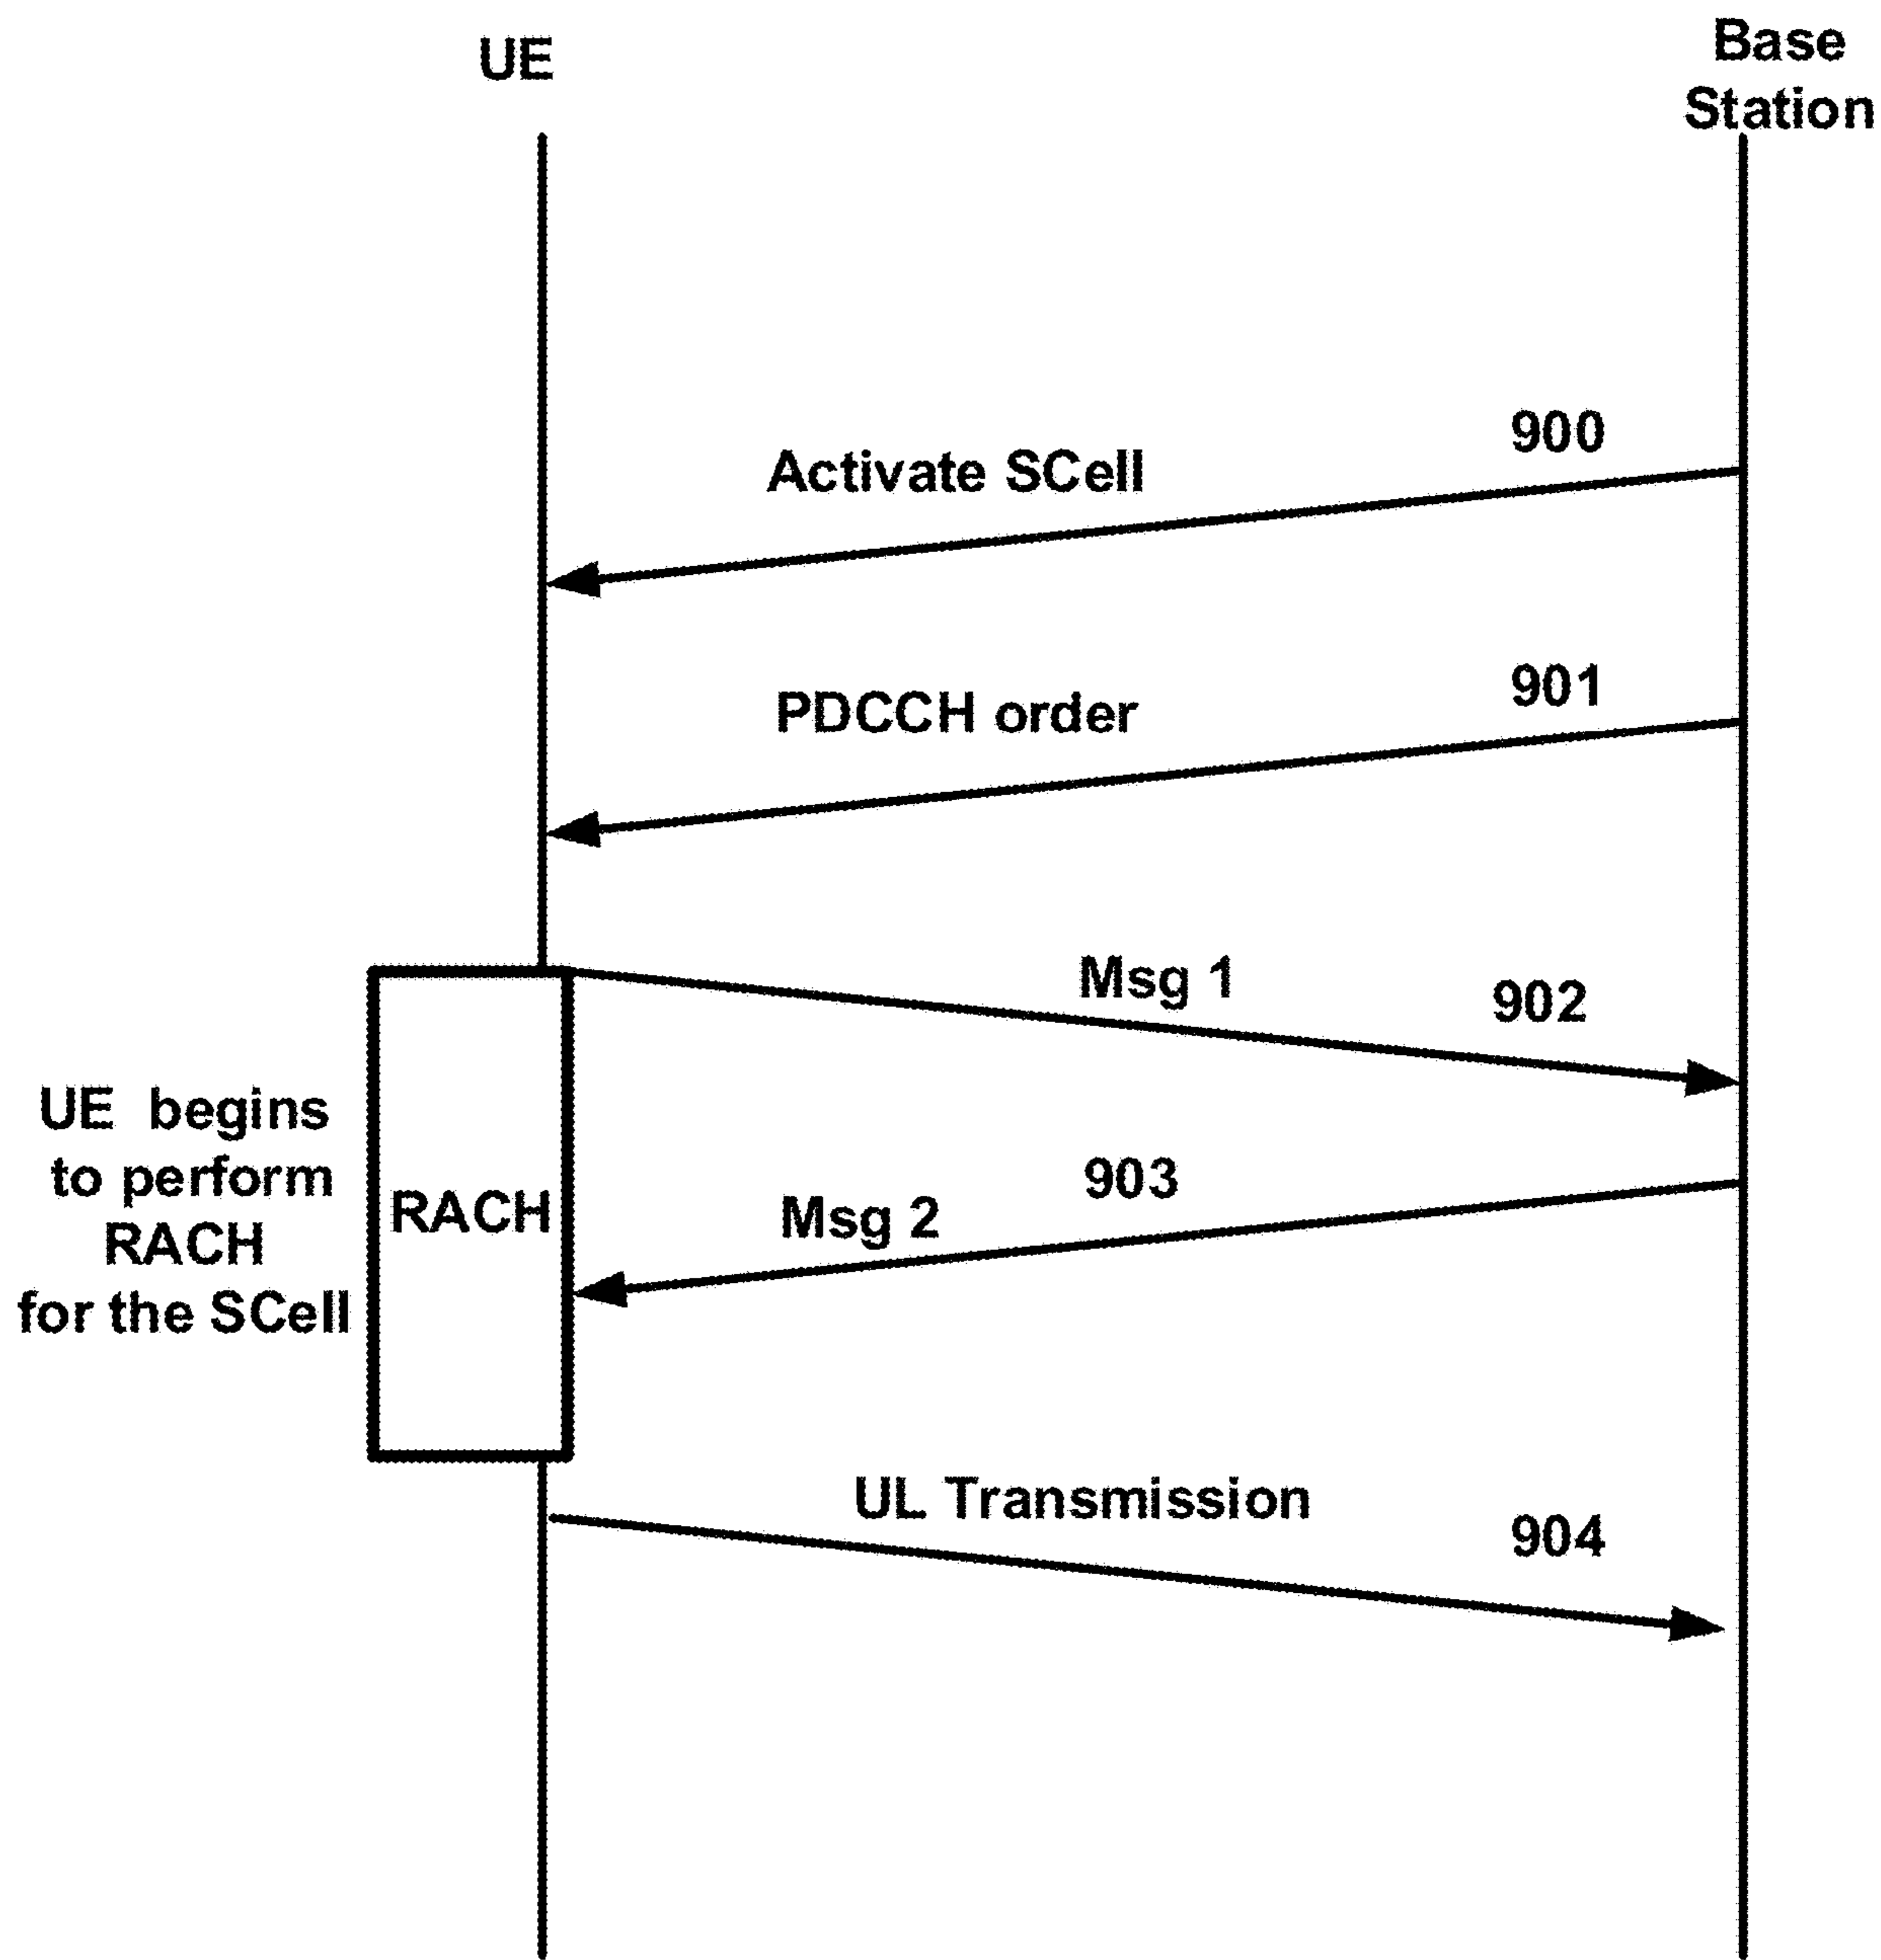 UE
Base
Station
900
Activate SCell
901
PDCCH order
Msg 1
902
903
Msg 2
UE begins
to perform
RACH
for the SCell
RACH
UL Transmission
904